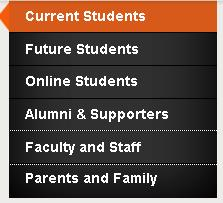 Current Students
Future Students
Online Students
Alumni & Supporters
Faculty and Staff
Parents and Family